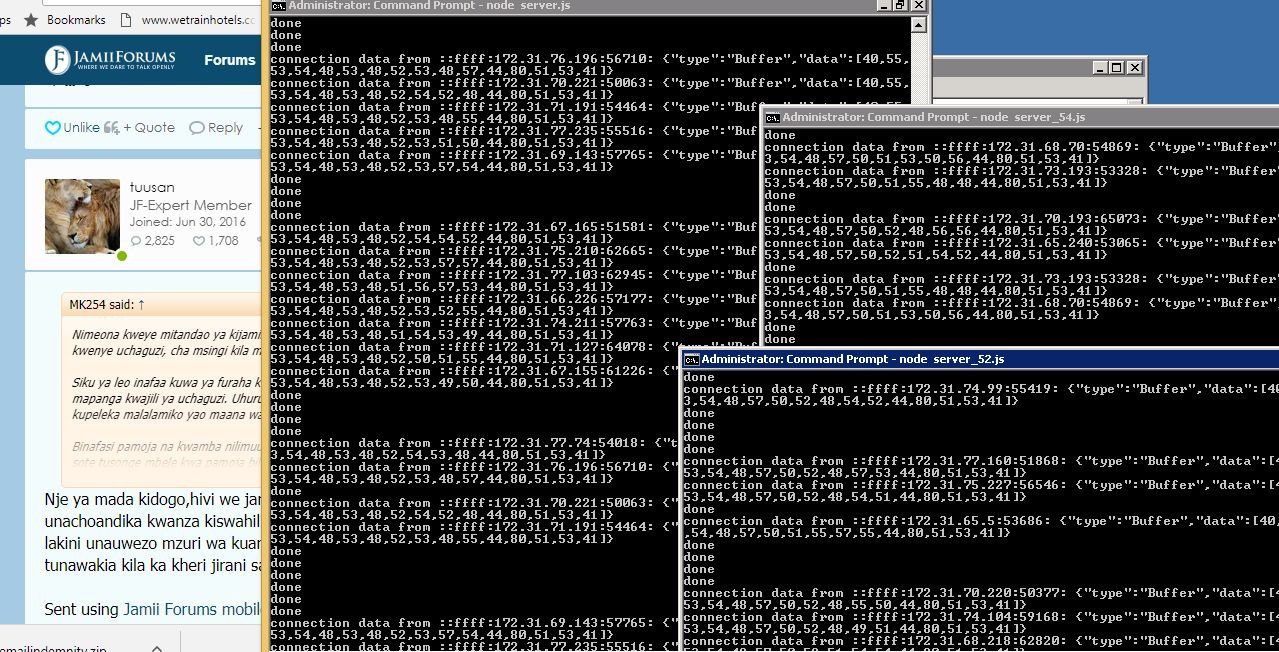 ps Bookmarks www.wetrainhotels.co
JAMIIFORUMS
WHERE WE DARE TO TALK OPENLY
Forums
Unlike + Quote Reply
tuusan
JF-Expert Member
Joined: Jun 30, 2016
2,825 1,708
MK254 said: ↑
Nimeona kweye mitandao ya kijamii
kwenye uchaguzi, cha msingi kila m
Siku ya leo inafaa kuwa ya furaha k
mapanga kwajili ya uchaguzi. Uhuru
kupeleka malalamiko yao maana wa
Binafasi pamoja na kwamba nilimuu
sote tusonge mbele kwa pamoja
Nje ya mada kidogo,hivi we jar
unachoandika kwanza kiswahil
lakini unauwezo mzuri wa kuar
tunawakia kila ka kheri jirani sa
Sent using Jamii Forums mobile
emailindemnity.zip
Administrator: Command Prompt - node server.js
done
done
done
connection data from ::ffff:172.31.76.196:56710: {"type":"Buffer","data":[40,55,
53,54,48,53,48,52,53,48,57,44,80,51,53,41]}
connection data from ::ffff:172.31.70.221:50063: {"type":"Buffer","data":[40,55,
53,54,48,53,48,52,54,52,48,44,80,51,53,41]}
connection data from ::ffff:172.31.71.191:54464: {"type":"Buffer","data":[40,55,
53,54,48,53,48,52,53,48,55,44,80,51,53,41]}
connection data from ::ffff:172.31.77.235:55516: {"type":"Buf
53,54,48,53,48,52,53,51,50,44,80,51,53,41]}
connection data from ::ffff:172.31.69.143:57765: {"type":"Buf
53,54,48,53,48,52,53,57,54,44,80,51,53,41]}
done
done
done
done
connection data from ::ffff:172.31.67.165:51581: {"type":"Buf
53,54,48,53,48,52,54,54,52,44,80,51,53,41]}
connection data from ::ffff:172.31.75.210:62665: {"type":"Buf
53,54,48,53,48,52,53,57,57,44,80,51,53,41]}
connection data from ::ffff:172.31.77.103:62945: {"type":"Buf
53,54,48,53,48,51,56,57,53,44,80,51,53,41]}
connection data from ::ffff:172.31.66.226:57177: {"type":"Buf
53,54,48,53,48,52,53,48,56,44,80,51,53,41]}
connection data from ::ffff:172.31.74.211:57763: {"type":"Buf
53,54,48,53,48,51,54,53,49,44,80,51,53,41]}
connection data from ::ffff:172.31.71.127:64078: {"type":"Buf
53,54,48,53,48,52,50,51,55,44,80,51,53,41]}
connection data from ::ffff:172.31.67.155:61226: {"type":"Buf
53,54,48,53,48,52,53,49,50,44,80,51,53,41]}
done
done
done
done
connection data from ::ffff:172.31.77.74:54018: {"t
3,54,48,53,48,52,54,53,48,44,80,51,53,41]}
connection data from ::ffff:172.31.76.196:56710: {"
53,54,48,53,48,52,53,48,57,44,80,51,53,41]}
done
connection data from ::ffff:172.31.70.221:50063: {"
53,54,48,53,48,52,54,52,48,44,80,51,53,41]}
connection data from ::ffff:172.31.71.191:54464: {"
53,54,48,53,48,52,53,48,55,44,80,51,53,41]}
done
done
done
done
done
done
connection data from ::ffff:172.31.69.143:57765: {"
53,54,48,53,48,52,53,57,54,44,80,51,53,41]}
connection data from ::ffff:172.31.77.235:55516: {"
Administrator: Command Prompt - node server_54.js
done
connection data from ::ffff:172.31.68.70:54869: {"type":"Buffer",
3,54,48,57,50,51,53,50,56,44,80,51,53,41]}
connection data from ::ffff:172.31.73.193:53328: {"type":"Buffer
53,54,48,57,50,51,55,48,48,44,80,51,53,41]}
done
done
connection data from ::ffff:172.31.70.193:65073: {"type":"Buffer
53,54,48,57,50,52,48,56,56,44,80,51,53,41]}
connection data from ::ffff:172.31.65.240:53065: {"type":"Buffer
53,54,48,57,50,52,51,54,52,44,80,51,53,41]}
done
connection data from ::ffff:172.31.73.193:53328: {"type":"Buffer
53,54,48,57,50,51,55,48,48,44,80,51,53,41]}
connection data from ::ffff:172.31.68.70:54869: {"type":"Buffer",
3,54,48,57,50,51,53,50,56,44,80,51,53,41]}
done
done
Administrator: Command Prompt - node server_52.js
done
connection data from ::ffff:172.31.74.99:55419: {"type":"Buffer","data":[40
3,54,48,57,50,52,48,54,52,44,80,51,53,41]}
done
done
done
done
connection data from ::ffff:172.31.77.160:51868: {"type":"Buffer","data":[4
53,54,48,57,50,52,48,57,53,44,80,51,53,41]}
connection data from ::ffff:172.31.75.227:56546: {"type":"Buffer","data":[4
53,54,48,57,50,52,48,54,51,44,80,51,53,41]}
done
connection data from ::ffff:172.31.65.5:53686: {"type":"Buffer","data":[40,
,54,48,57,50,51,55,57,55,44,80,51,53,41]}
done
done
done
done
connection data from ::ffff:172.31.70.220:50377: {"type":"Buffer","data":[4
53,54,48,57,50,52,48,55,50,44,80,51,53,41]}
connection data from ::ffff:172.31.74.104:59168: {"type":"Buffer","data":[4
53,54,48,57,50,52,48,49,51,44,80,51,53,41]}
connection data from ::ffff:172.31.68.218:62820: {"type":"Buffer","data":[4